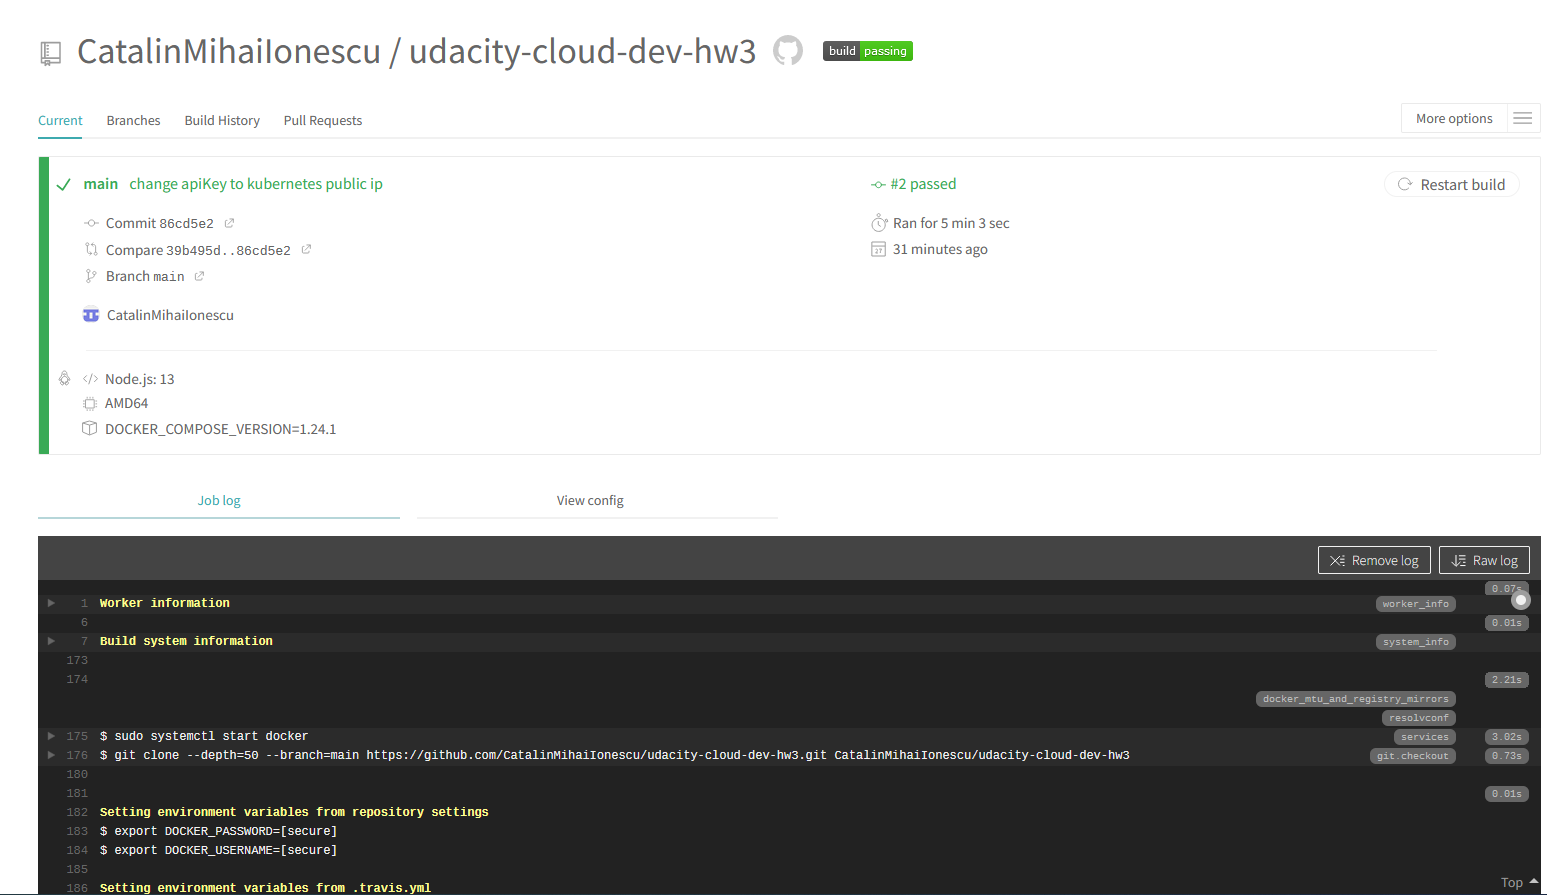 CatalinMihaiIonescu / udacity-cloud-dev-hw3 build passing
Current Branches Build History Pull Requests More options
main change apiKey to kubernetes public ip #2 passed Restart build
Commit 86cd5e2 Ran for 5 min 3 sec
Compare 39b495d..86cd5e2 31 minutes ago
Branch main
CatalinMihaiIonescu
Node.js: 13
AMD64
DOCKER_COMPOSE_VERSION=1.24.1
Job log View config
Remove log Raw log
0.07s
1 Worker information worker_info
6 0.01s
7 Build system information system_info
173
174 2.21s
docker_mtu_and_registry_mirrors
resolvconf
175 $ sudo systemctl start docker services 3.02s
176 $ git clone --depth=50 --branch=main https://github.com/CatalinMihaiIonescu/udacity-cloud-dev-hw3.git CatalinMihaiIonescu/udacity-cloud-dev-hw3 git.checkout 0.73s
180
181 0.01s
182 Setting environment variables from repository settings
183 $ export DOCKER_PASSWORD=[secure]
184 $ export DOCKER_USERNAME=[secure]
185
186 Setting environment variables from .travis.yml
Top